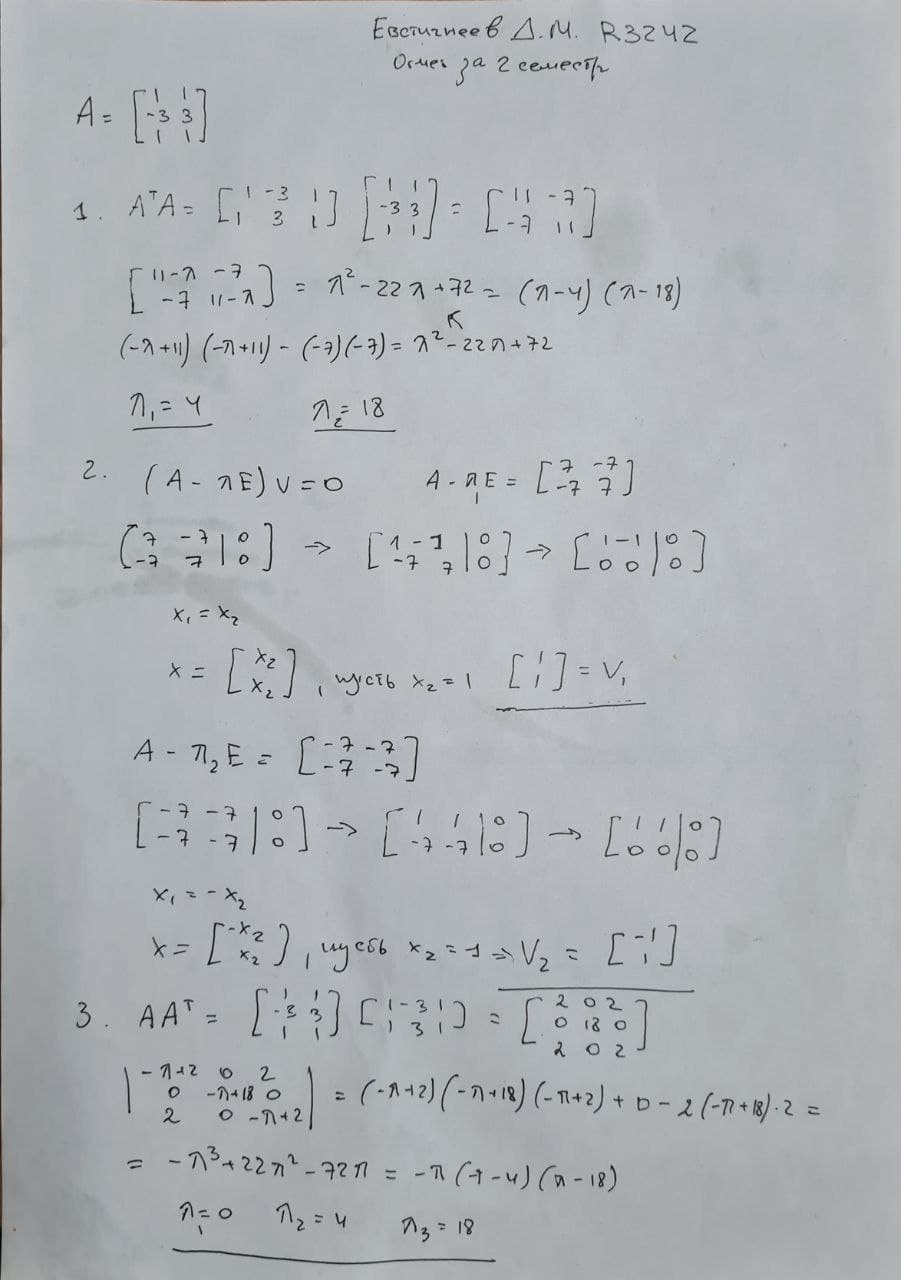 Евстигнеев Д.М. R3242
Осмех за 2 семестр
A = [1 1; -3 3; 1 1]
1. AᵀA = [1 -3 1; 1 3 1] [1 1; -3 3; 1 1] = [11 -7; -7 11]
[11-λ -7; -7 11-λ] = λ² - 22λ + 72 = (λ-4) (λ-18)
(-λ+11) (-λ+11) - (-7)(-7) = λ² - 22λ + 72
λ₁ = 4 λ₂ = 18
2. (A - λE) V = 0 A - λ₁E = [7 -7; -7 7]
[7 -7 | 0; -7 7 | 0] → [1 -1 | 0; -7 7 | 0] → [1 -1 | 0; 0 0 | 0]
x₁ = x₂
x = [x₂; x₂], пусть x₂ = 1 [1; 1] = V₁
A - λ₂E = [-7 -7; -7 -7]
[-7 -7 | 0; -7 -7 | 0] → [1 1 | 0; -7 -7 | 0] → [1 1 | 0; 0 0 | 0]
x₁ = -x₂
x = [-x₂; x₂], пусть x₂ = 1 => V₂ = [-1; 1]
3. AAᵀ = [1 1; -3 3; 1 1] [1 -3 1; 1 3 1] = [2 0 2; 0 18 0; 2 0 2]
|-λ+2 0 2; 0 -λ+18 0; 2 0 -λ+2| = (-λ+2)(-λ+18)(-λ+2) + 0 - 2(-λ+18)·2 =
= -λ³ + 22λ² - 72λ = -λ (λ-4) (λ-18)
λ₁ = 0 λ₂ = 4 λ₃ = 18